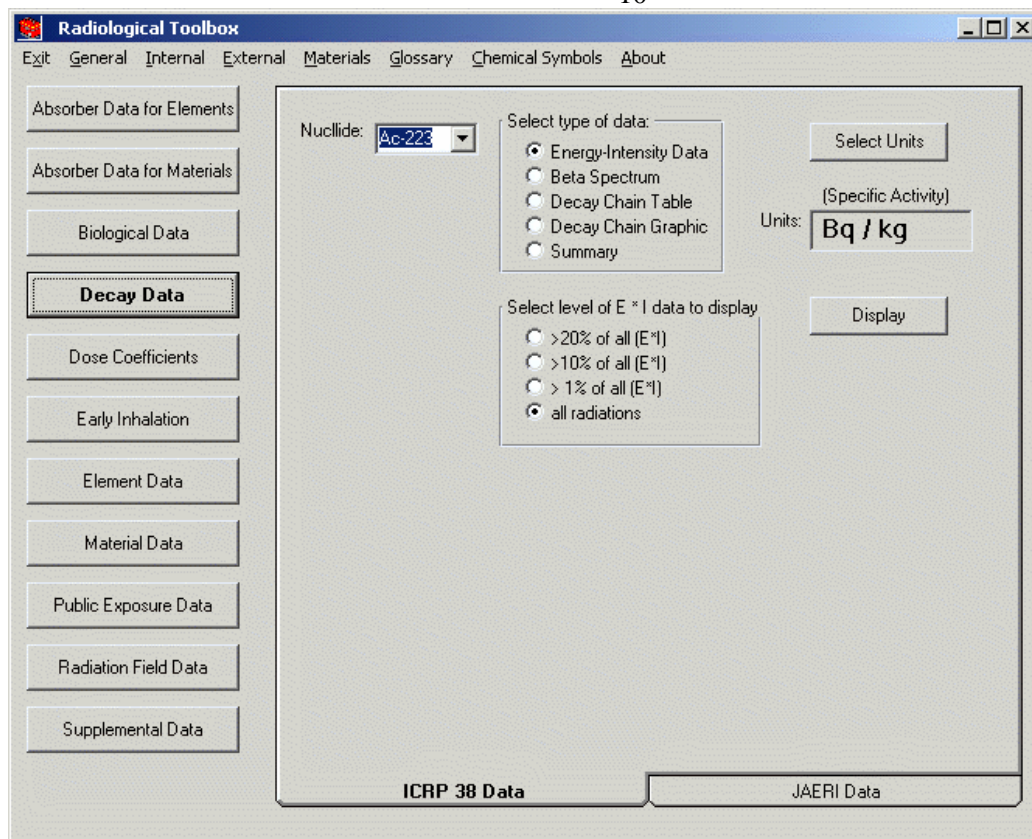 Radiological Toolbox
Exit General Internal External Materials Glossary Chemical Symbols About
Absorber Data for Elements
Absorber Data for Materials
Biological Data
Decay Data
Dose Coefficients
Early Inhalation
Element Data
Material Data
Public Exposure Data
Radiation Field Data
Supplemental Data
Nucllide: Ac-223
Select type of data:
Energy-Intensity Data
Beta Spectrum
Decay Chain Table
Decay Chain Graphic
Summary
Select Units
(Specific Activity)
Units: Bq / kg
Select level of E * I data to display
>20% of all (E*I)
>10% of all (E*I)
> 1% of all (E*I)
all radiations
Display
ICRP 38 Data
JAERI Data